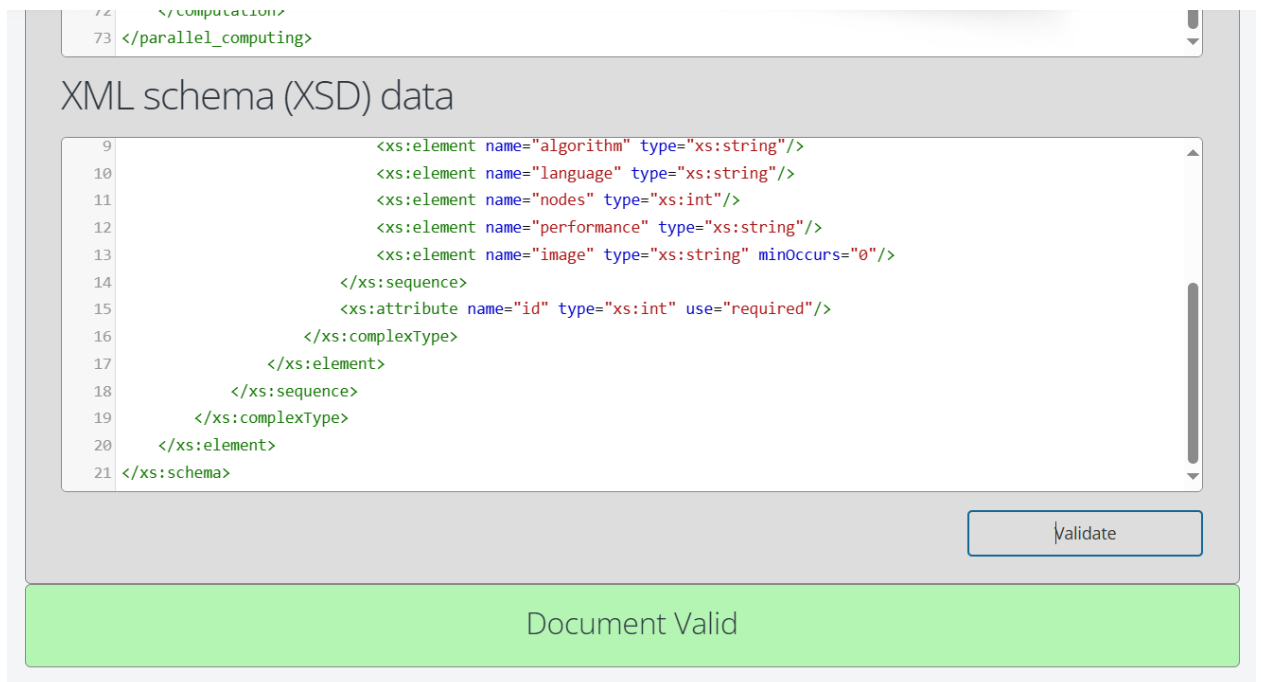 72     </computation>
73 </parallel_computing>
XML schema (XSD) data
9                             <xs:element name="algorithm" type="xs:string"/>
10                             <xs:element name="language" type="xs:string"/>
11                             <xs:element name="nodes" type="xs:int"/>
12                             <xs:element name="performance" type="xs:string"/>
13                             <xs:element name="image" type="xs:string" minOccurs="0"/>
14                         </xs:sequence>
15                         <xs:attribute name="id" type="xs:int" use="required"/>
16                     </xs:complexType>
17                 </xs:element>
18             </xs:sequence>
19         </xs:complexType>
20     </xs:element>
21 </xs:schema>
Validate
Document Valid